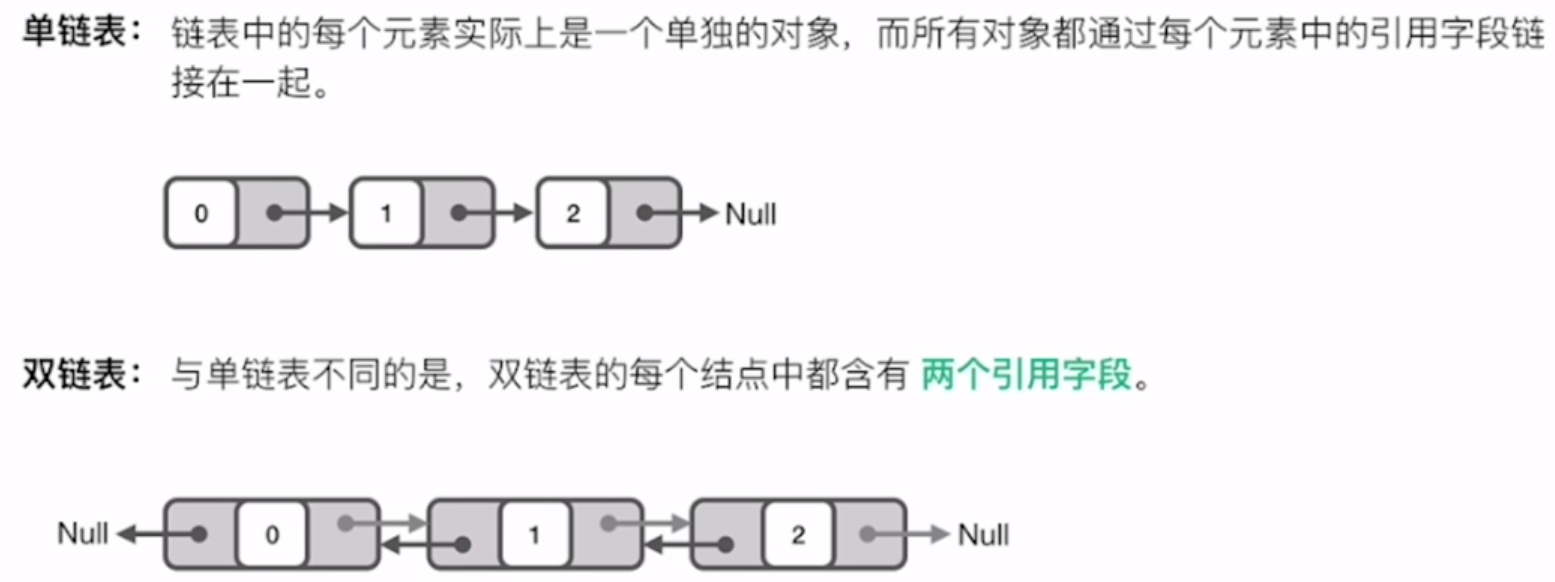 单链表： 链表中的每个元素实际上是一个单独的对象，而所有对象都通过每个元素中的引用字段链
接在一起。
0 1 2 Null
双链表： 与单链表不同的是，双链表的每个结点中都含有 两个引用字段。
Null 0 1 2 Null